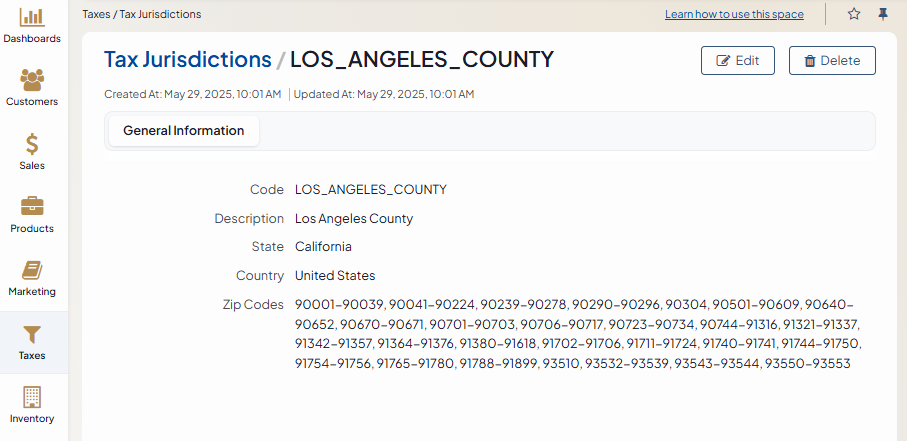 Dashboards
Customers
Sales
Products
Marketing
Taxes
Inventory
Taxes / Tax Jurisdictions
Learn how to use this space
Tax Jurisdictions / LOS_ANGELES_COUNTY
Edit
Delete
Created At: May 29, 2025, 10:01 AM | Updated At: May 29, 2025, 10:01 AM
General Information
Code LOS_ANGELES_COUNTY
Description Los Angeles County
State California
Country United States
Zip Codes 90001–90039, 90041–90224, 90239–90278, 90290–90296, 90304, 90501–90609, 90640–
90652, 90670–90671, 90701–90703, 90706–90717, 90723–90734, 90744–91316, 91321–91337,
91342–91357, 91364–91376, 91380–91618, 91702–91706, 91711–91724, 91740–91741, 91744–91750,
91754–91756, 91765–91780, 91788–91899, 93510, 93532–93539, 93543–93544, 93550–93553